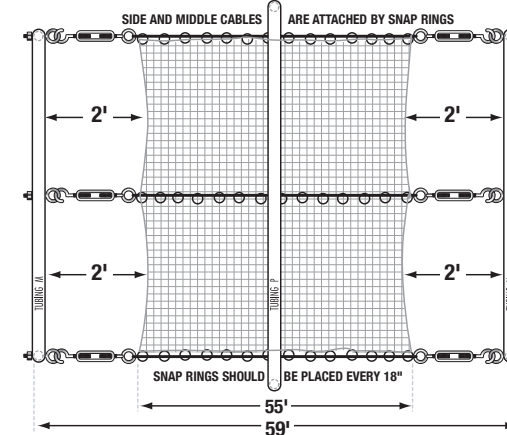 SIDE AND MIDDLE CABLES ARE ATTACHED BY SNAP RINGS
2' 2'
2' 2'
TUBING M
TUBING P
SNAP RINGS SHOULD BE PLACED EVERY 18"
55'
59'